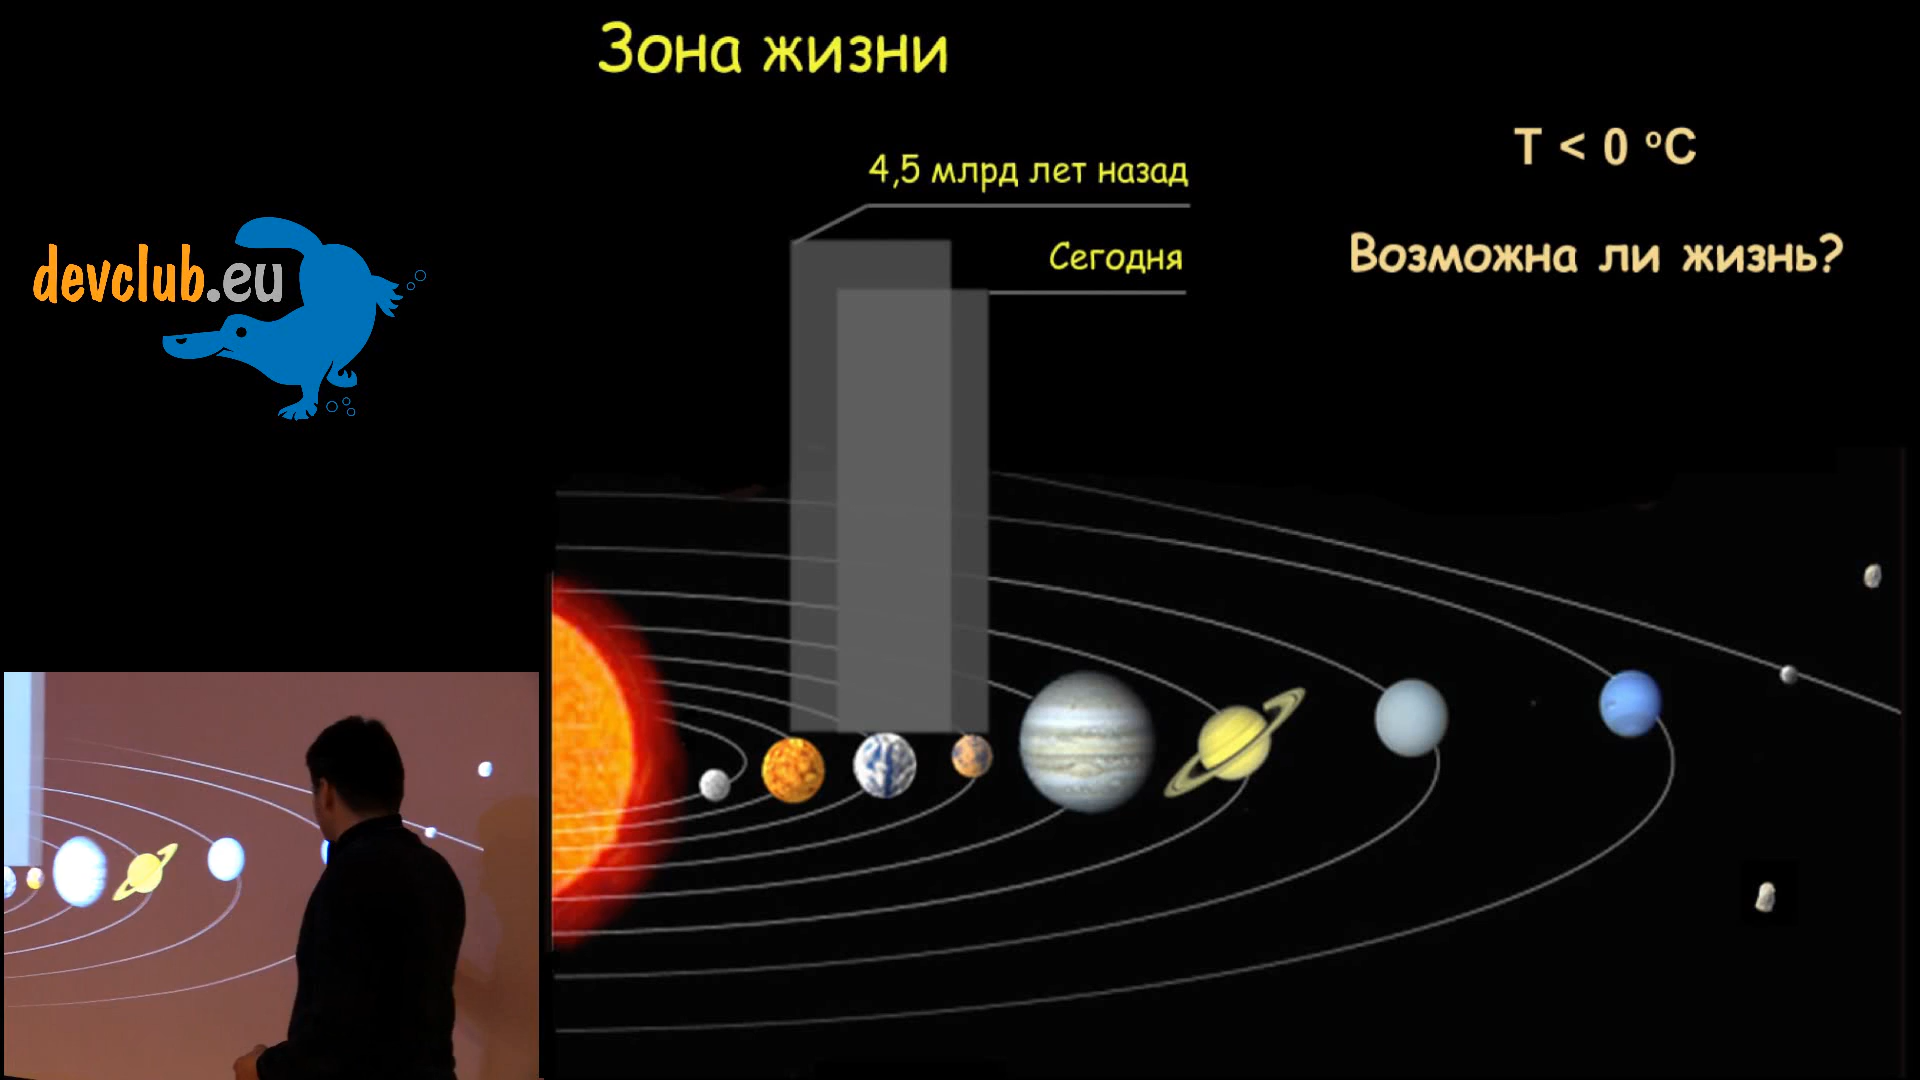 Зона жизни
4,5 млрд лет назад
Сегодня
T < 0 °C
Возможна ли жизнь?
devclub.eu